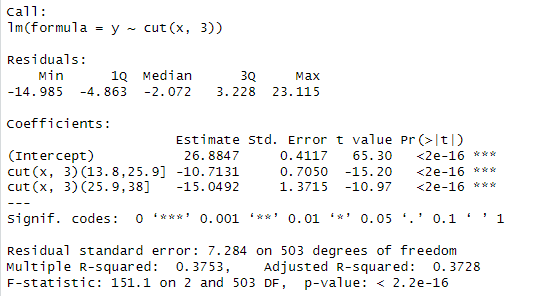 Call:
lm(formula = y ~ cut(x, 3))
Residuals:
    Min      1Q  Median      3Q     Max
-14.985  -4.863  -2.072   3.228  23.115
Coefficients:
                     Estimate Std. Error t value Pr(>|t|)
(Intercept)           26.8847     0.4117   65.30   <2e-16 ***
cut(x, 3)(13.8,25.9] -10.7131     0.7050  -15.20   <2e-16 ***
cut(x, 3)(25.9,38]   -15.0492     1.3715  -10.97   <2e-16 ***
---
Signif. codes:  0 ‘***’ 0.001 ‘**’ 0.01 ‘*’ 0.05 ‘.’ 0.1 ‘ ’ 1
Residual standard error: 7.284 on 503 degrees of freedom
Multiple R-squared:  0.3753,    Adjusted R-squared:  0.3728
F-statistic: 151.1 on 2 and 503 DF,  p-value: < 2.2e-16